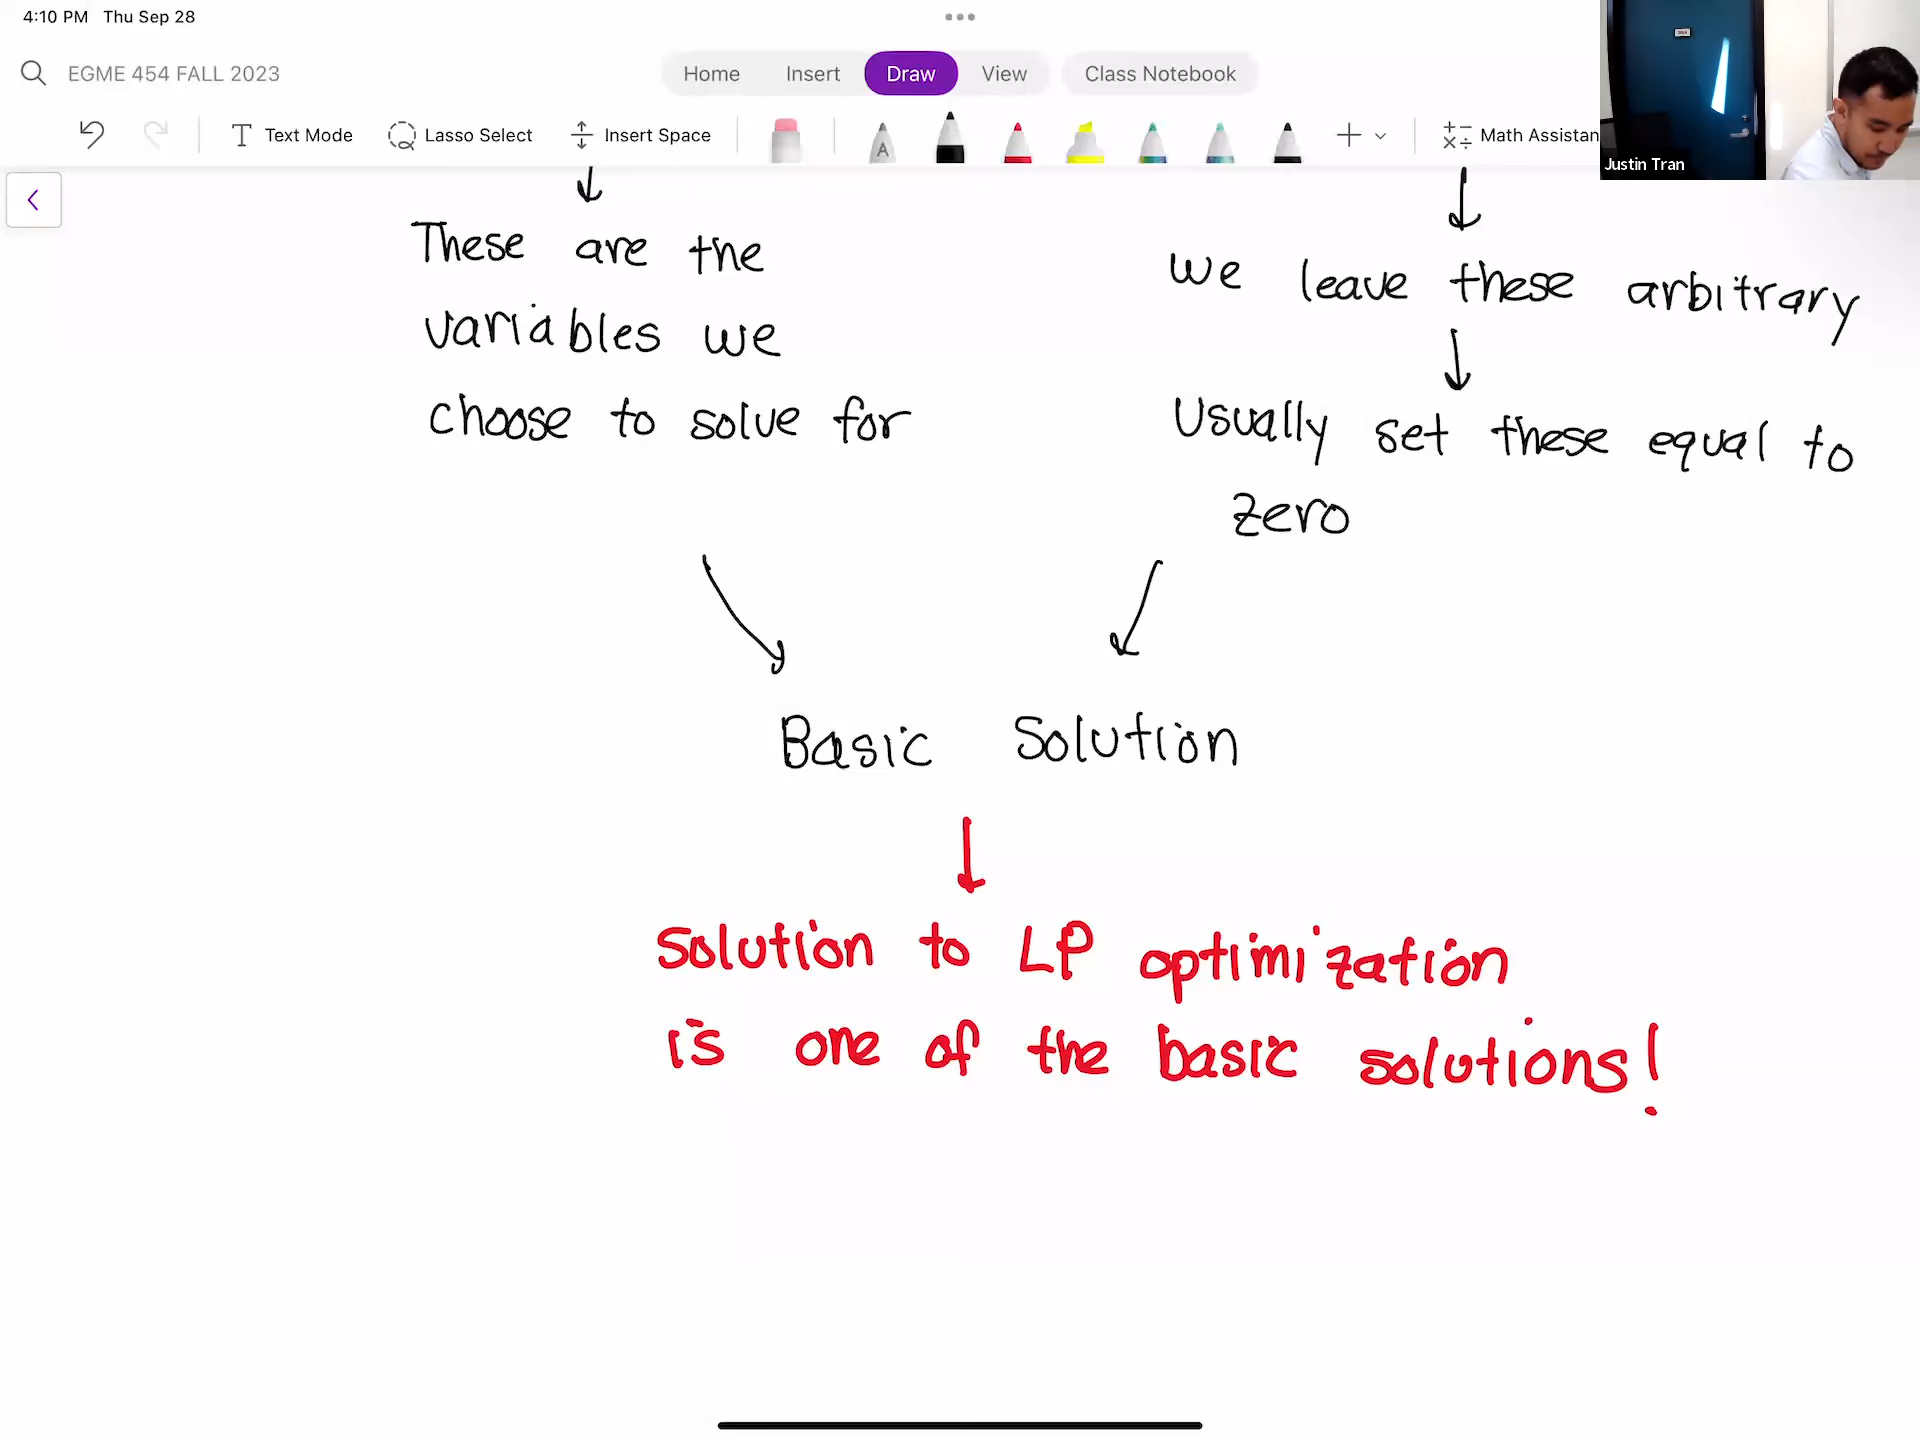 4:10 PM Thu Sep 28
EGME 454 FALL 2023
Home Insert Draw View Class Notebook
Text Mode Lasso Select Insert Space Math Assistan
Justin Tran
These are the
variables we
choose to solve for
we leave these arbitrary
Usually set these equal to
zero
Basic Solution
Solution to LP optimization
is one of the basic solutions!